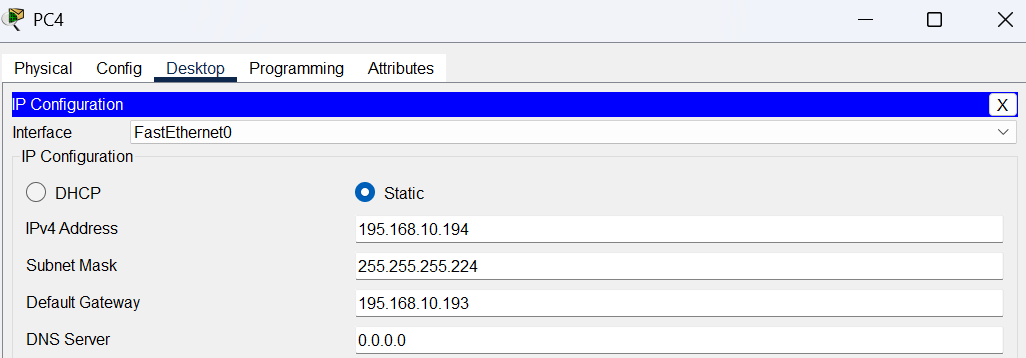 PC4
Physical Config Desktop Programming Attributes
IP Configuration X
Interface FastEthernet0
IP Configuration
DHCP Static
IPv4 Address 195.168.10.194
Subnet Mask 255.255.255.224
Default Gateway 195.168.10.193
DNS Server 0.0.0.0